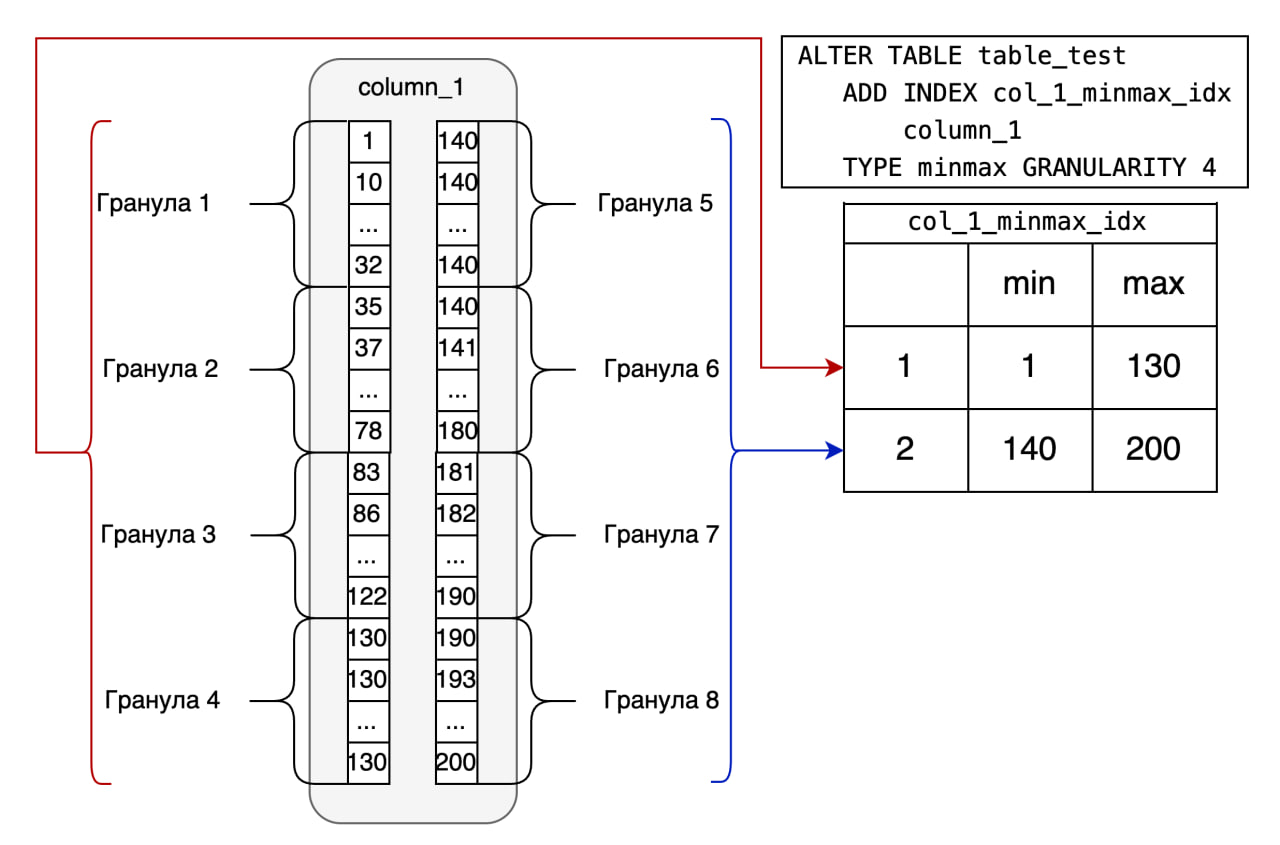 ALTER TABLE table_test
ADD INDEX col_1_minmax_idx
column_1
TYPE minmax GRANULARITY 4
column_1
Гранула 1
Гранула 2
Гранула 3
Гранула 4
1
10
...
32
35
37
...
78
83
86
...
122
130
130
...
130
140
140
...
140
140
141
...
180
181
182
...
190
190
193
...
200
Гранула 5
Гранула 6
Гранула 7
Гранула 8
col_1_minmax_idx
min max
1 1 130
2 140 200